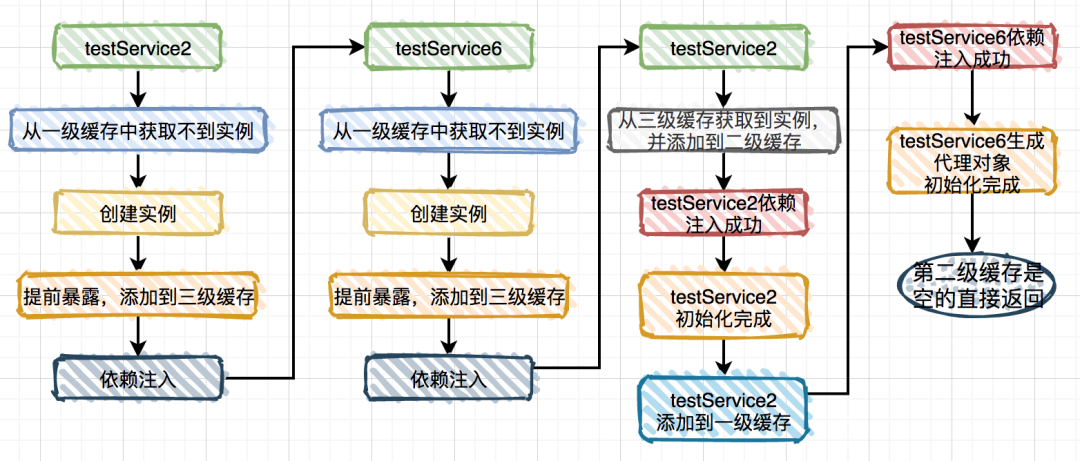 testService2
从一级缓存中获取不到实例
创建实例
提前暴露，添加到三级缓存
依赖注入
testService6
从一级缓存中获取不到实例
创建实例
提前暴露，添加到三级缓存
依赖注入
testService2
从三级缓存获取到实例，
并添加到二级缓存
testService2依赖
注入成功
testService2
初始化完成
testService2
添加到一级缓存
testService6依赖
注入成功
testService6生成
代理对象
初始化完成
第二级缓存是
空的直接返回